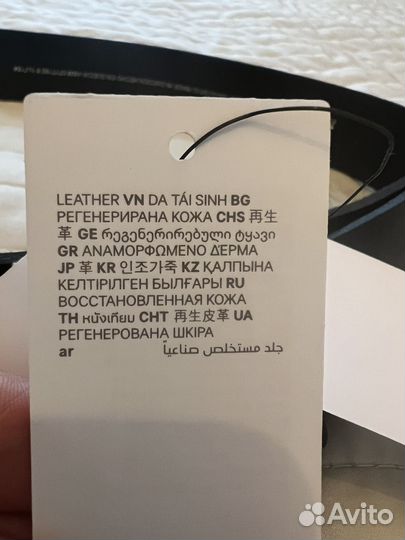 LEATHER VN DA TÁI SINH BG
РЕГЕНЕРИРАНА КОЖА CHS 再生
革 GE რეგენერირებული ტყავი
GR ΑΝΑΜΟΡΦΩΜΕΝΟ ΔΈΡΜΑ
JP 革 KR 인조가죽 KZ ҚАЛПЫНА
КЕЛТІРІЛГЕН БЫЛҒАРЫ RU
ВОССТАНОВЛЕННАЯ КОЖА
TH หนังเทียม CHT 再生皮革 UA
РЕГЕНЕРОВАНА ШКІРА
ar جلد مستخلص صناعياً
Avito